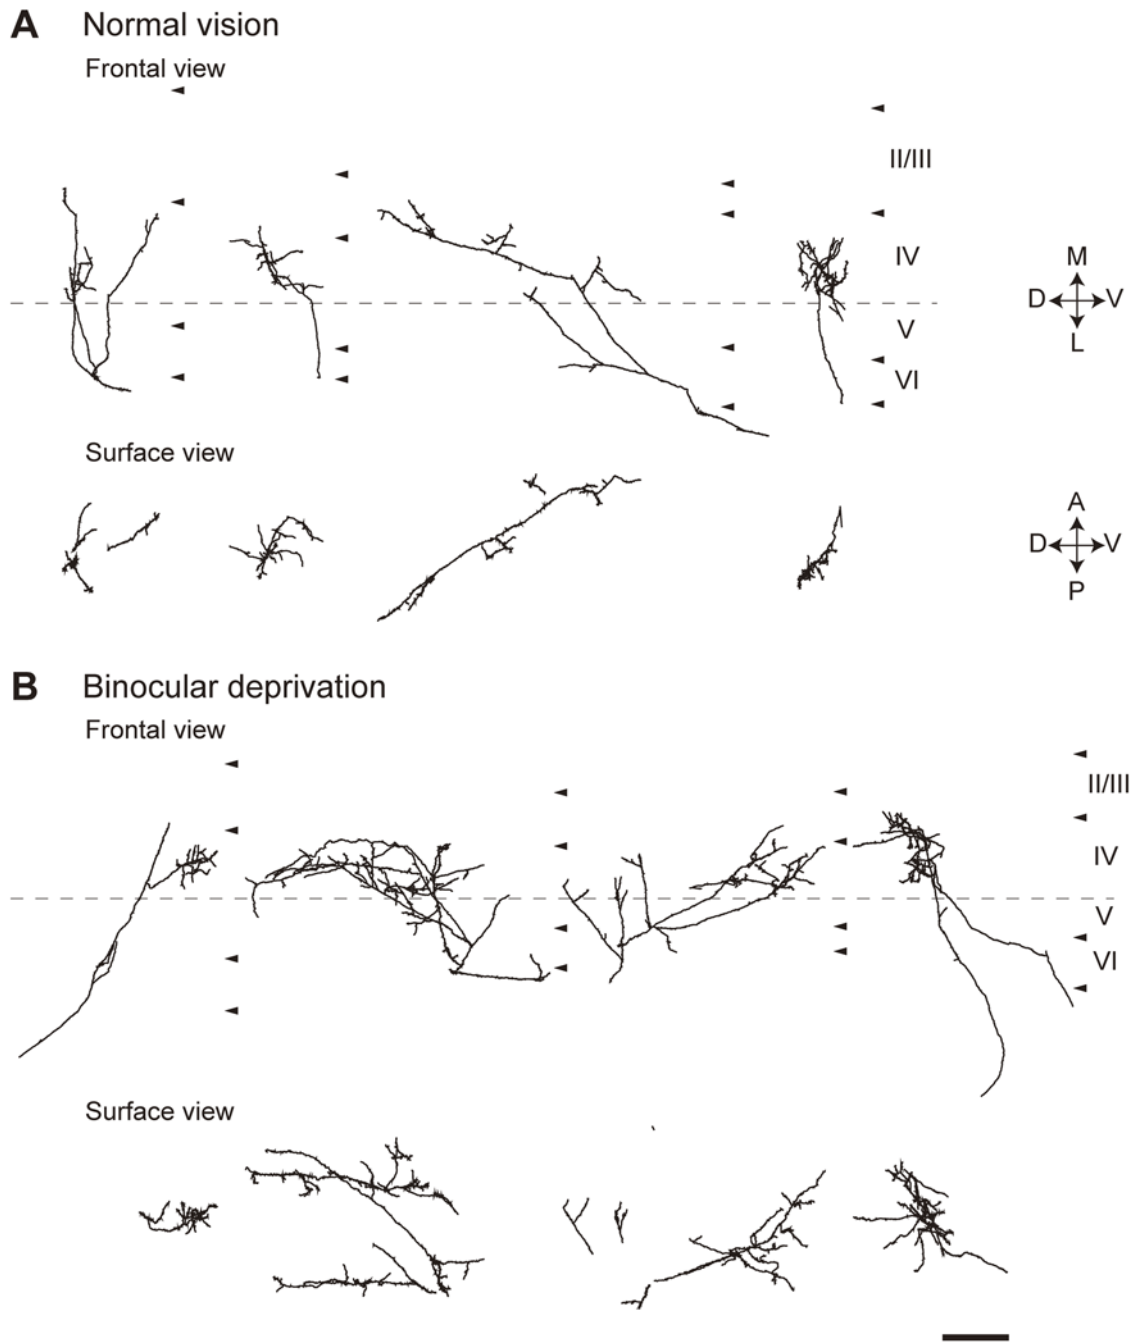 A Normal vision
Frontal view
II/III
IV
V
VI
M
D V
L
Surface view
A
D V
P
B Binocular deprivation
Frontal view
II/III
IV
V
VI
Surface view